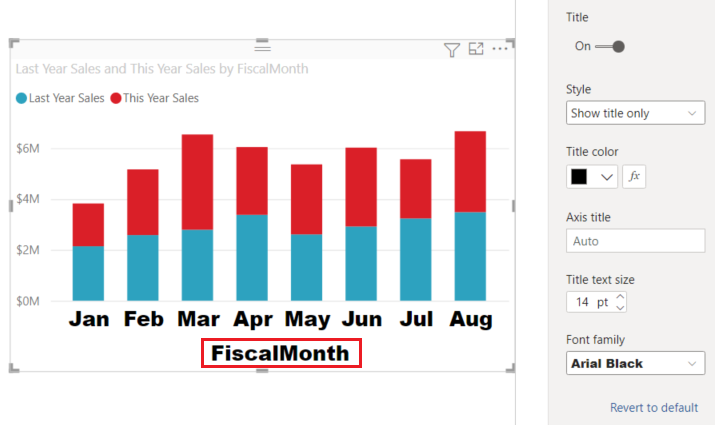 Last Year Sales and This Year Sales by FiscalMonth
Last Year Sales This Year Sales
$6M
$4M
$2M
$0M
Jan Feb Mar Apr May Jun Jul Aug
FiscalMonth
Title
On
Style
Show title only
Title color
fx
Axis title
Auto
Title text size
14 pt
Font family
Arial Black
Revert to default